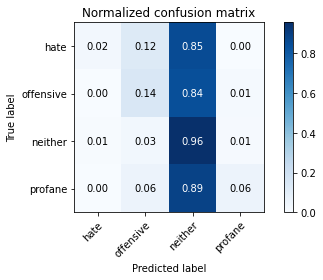 Normalized confusion matrix
True label
hate 0.02 0.12 0.85 0.00
offensive 0.00 0.14 0.84 0.01
neither 0.01 0.03 0.96 0.01
profane 0.00 0.06 0.89 0.06
hate offensive neither profane
Predicted label
0.8
0.6
0.4
0.2
0.0